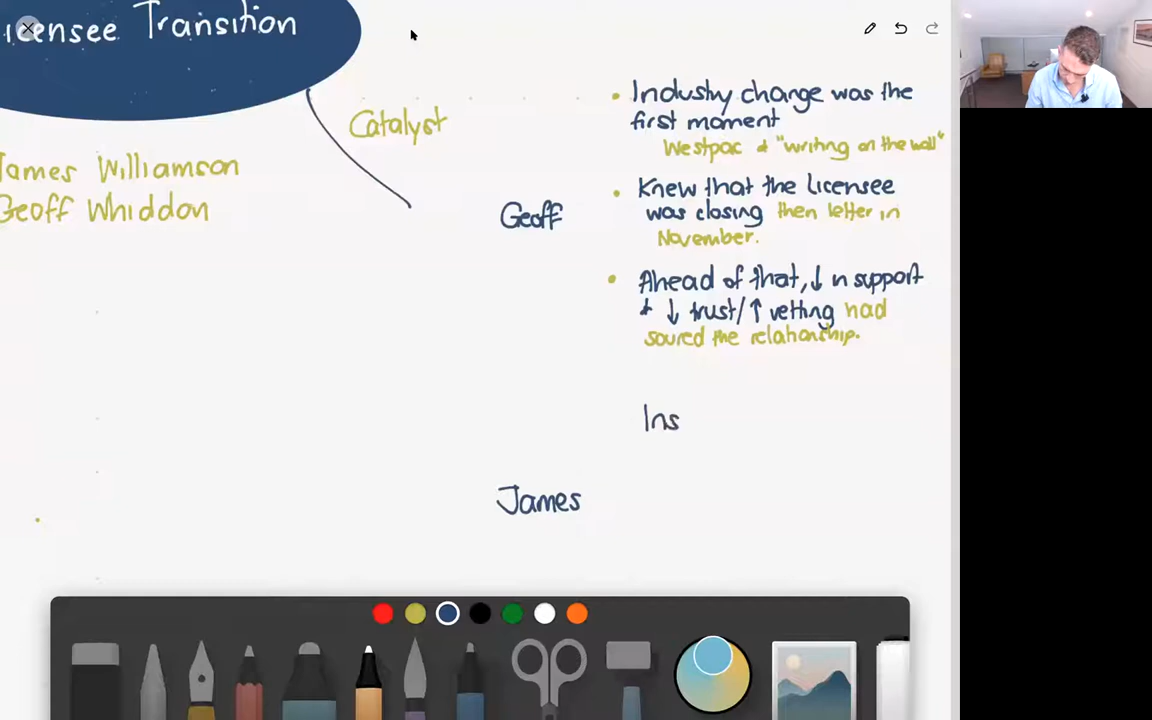 icensee Transition
Catalyst
James Williamson
Geoff Whiddon
Geoff
• Industry change was the
first moment
Westpac + "writing on the wall"
• Knew that the Licensee
was closing then letter in
November.
• Ahead of that, ↓ in support
+ ↓ trust/↑ vetting had
soured the relationship.
Ins
James